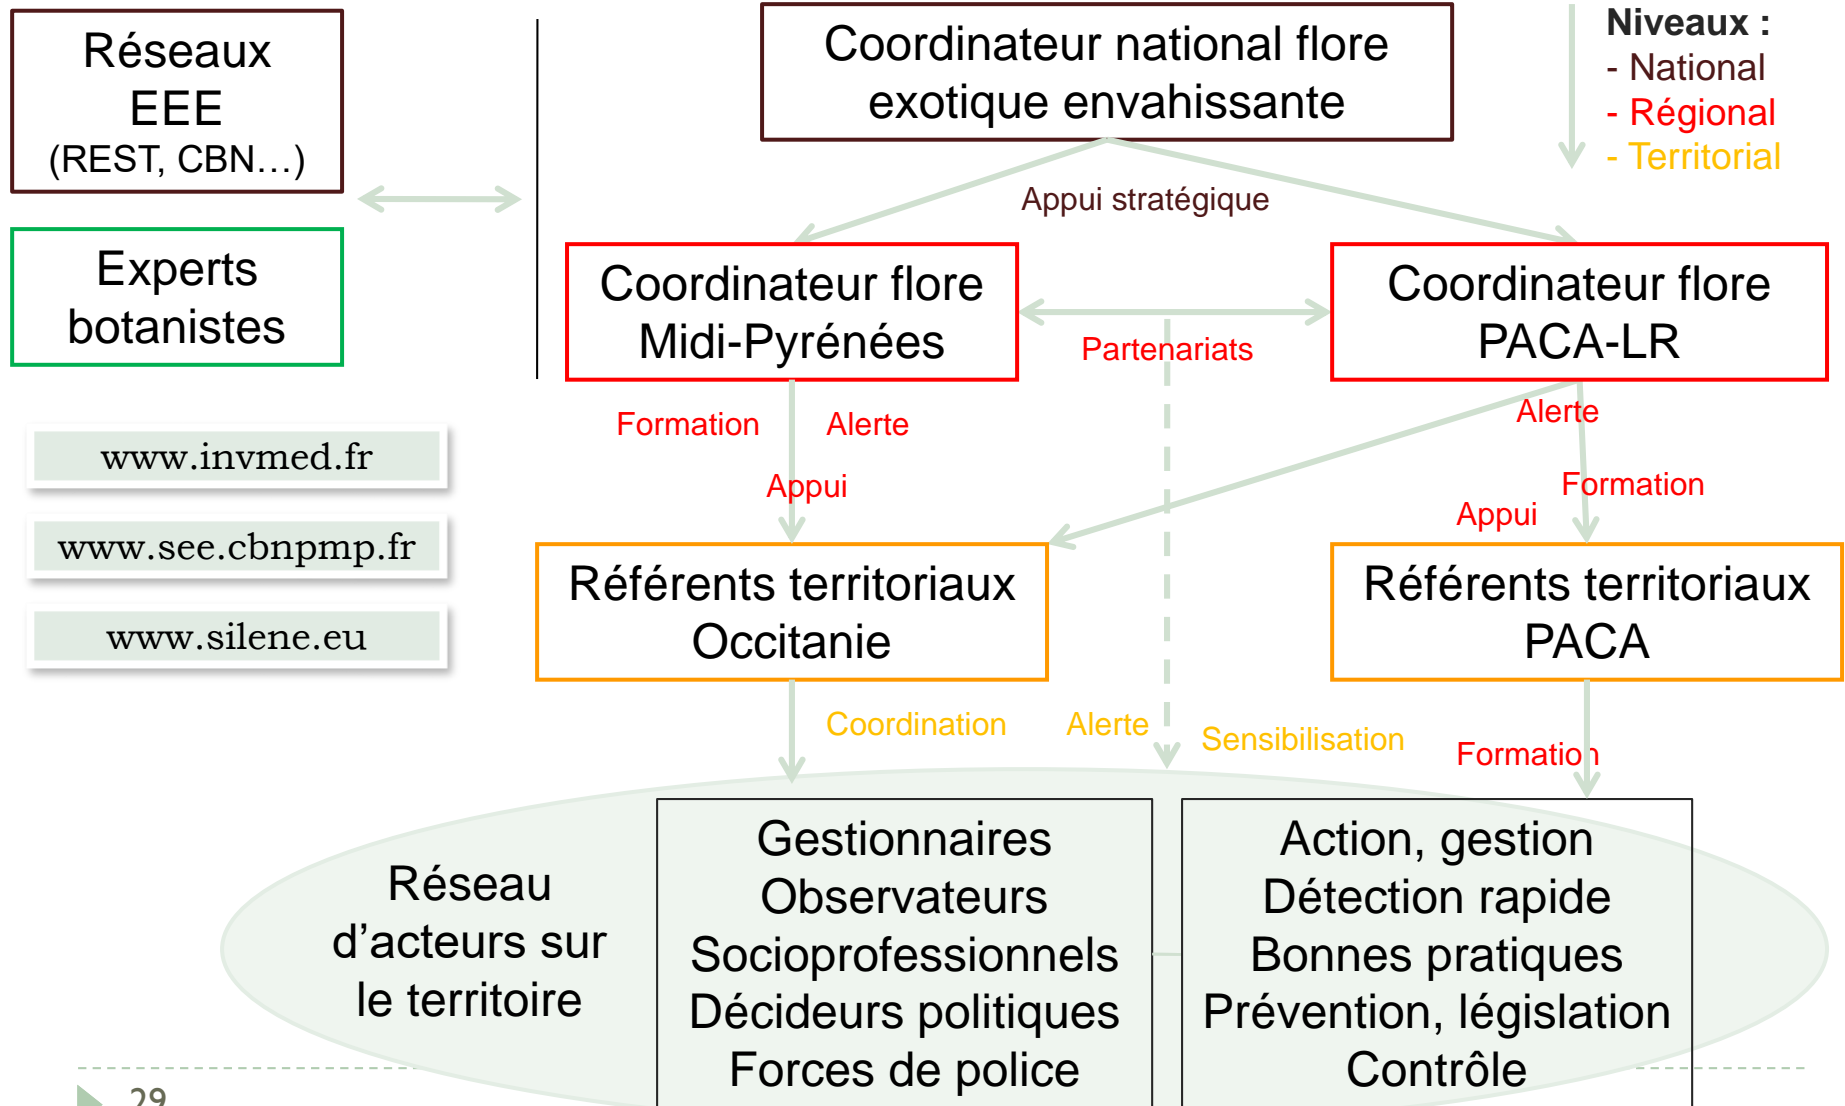 Réseaux
EEE
(REST, CBN…)
Experts
botanistes
www.invmed.fr
www.see.cbnpmp.fr
www.silene.eu
Coordinateur national flore
exotique envahissante
Niveaux :
- National
- Régional
- Territorial
Appui stratégique
Coordinateur flore
Midi-Pyrénées
Partenariats
Coordinateur flore
PACA-LR
Formation
Alerte
Appui
Alerte
Formation
Appui
Référents territoriaux
Occitanie
Référents territoriaux
PACA
Coordination
Alerte
Sensibilisation
Formation
Réseau
d’acteurs sur
le territoire
Gestionnaires
Observateurs
Socioprofessionnels
Décideurs politiques
Forces de police
Action, gestion
Détection rapide
Bonnes pratiques
Prévention, législation
Contrôle
29